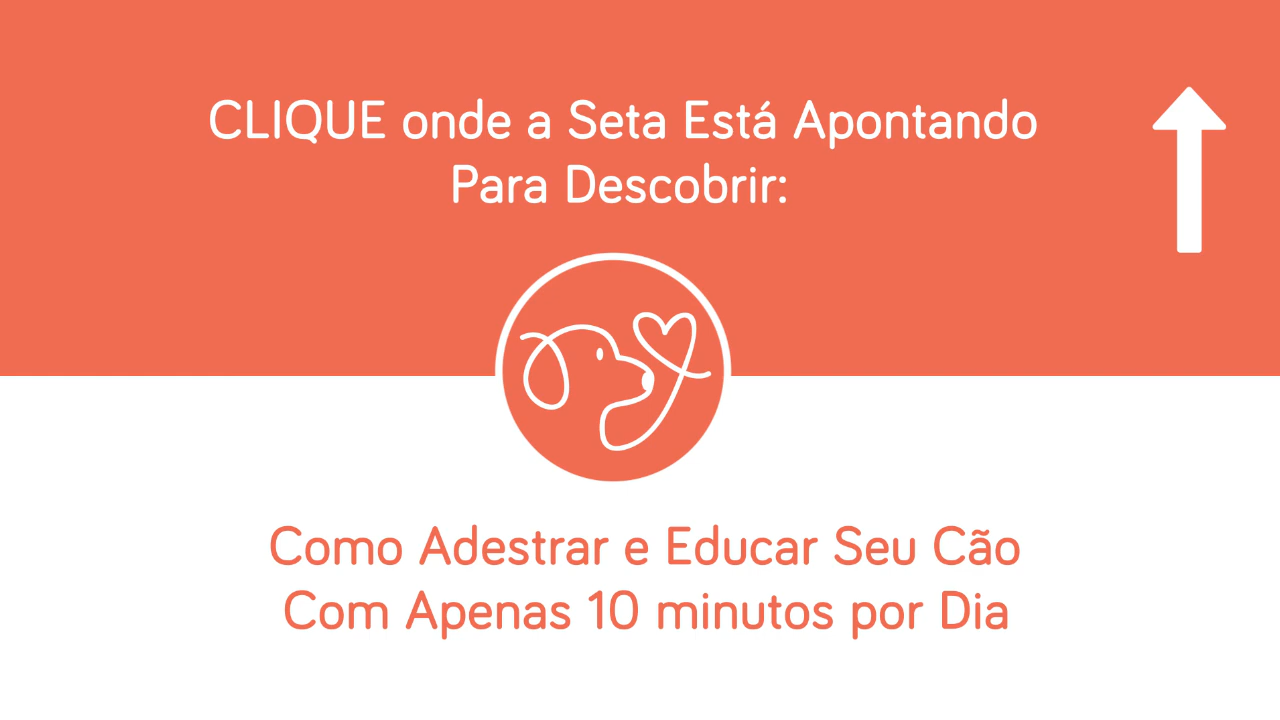 CLIQUE onde a Seta Está Apontando
Para Descobrir:
Como Adestrar e Educar Seu Cão
Com Apenas 10 minutos por Dia